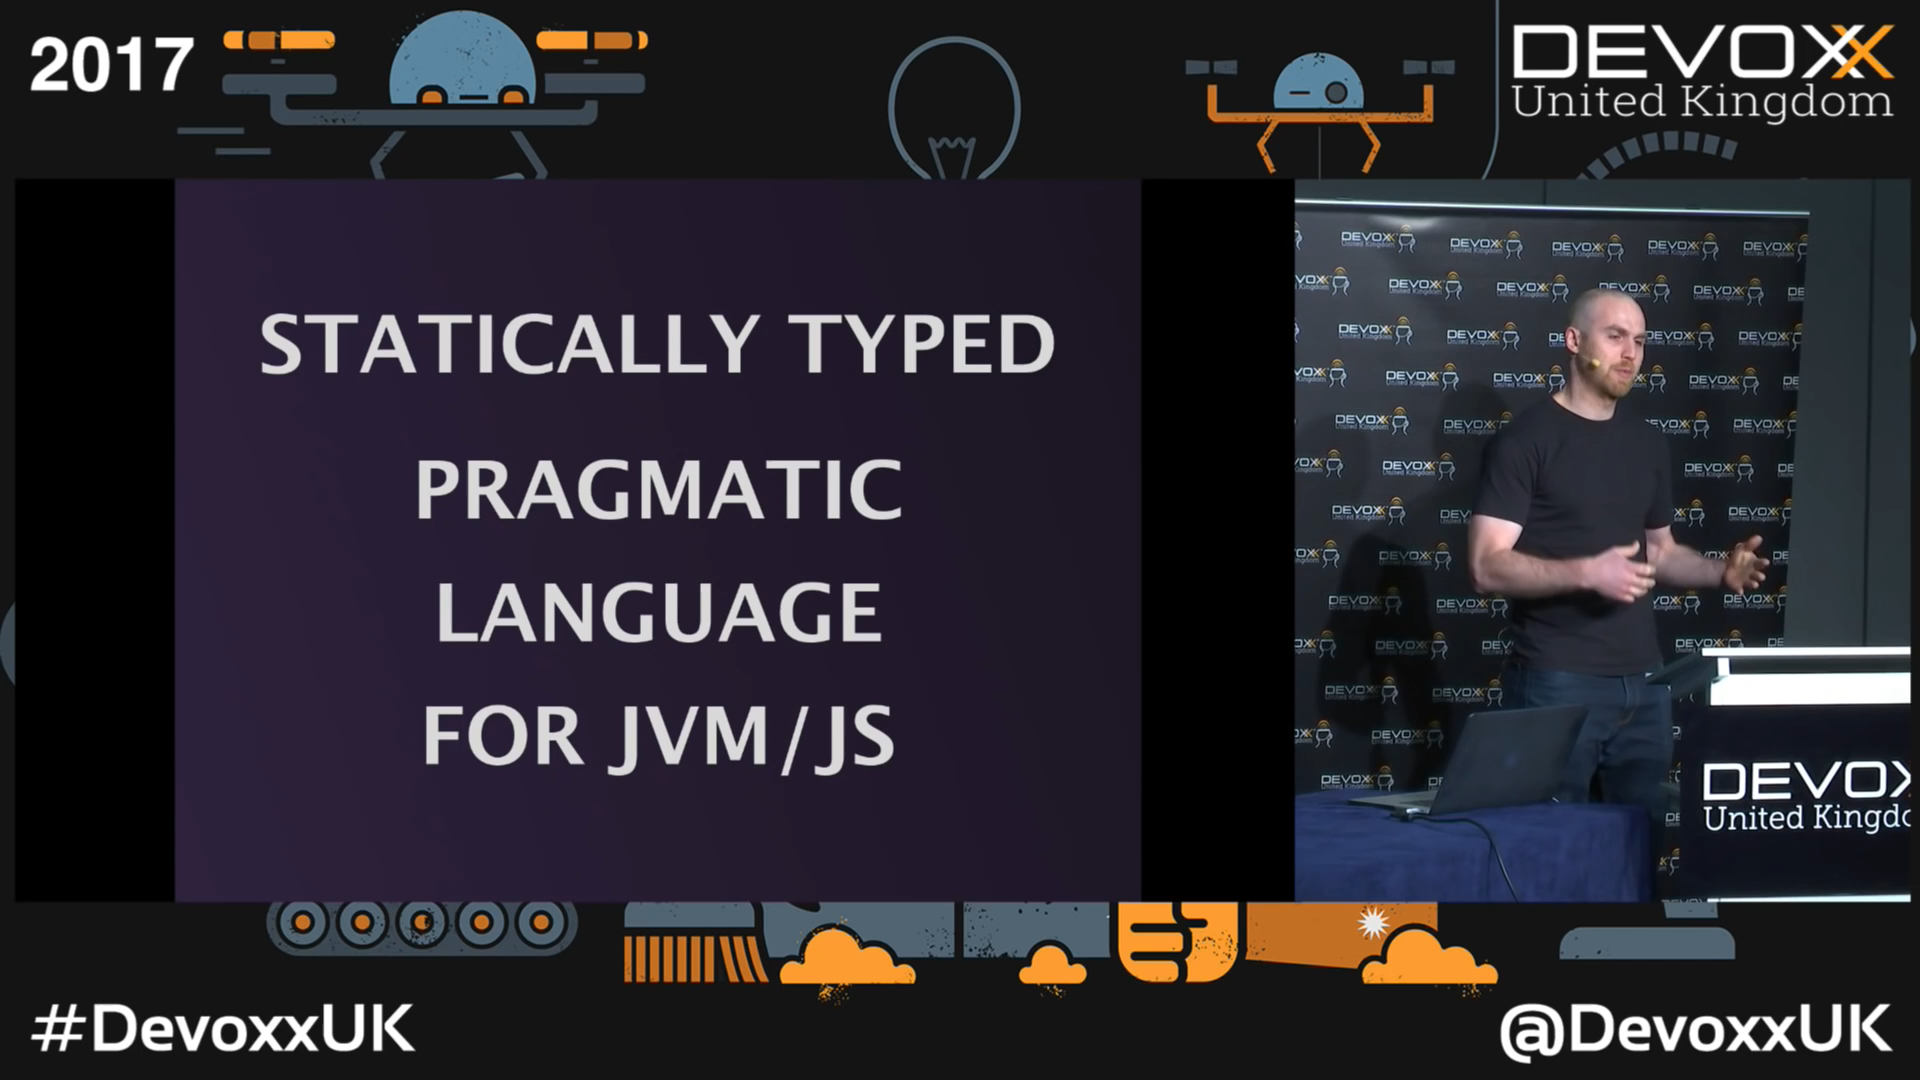 2017
DEVOXX
United Kingdom
STATICALLY TYPED
PRAGMATIC
LANGUAGE
FOR JVM/JS
DEVOX
United Kingdo
#DevoxxUK
@DevoxxUK